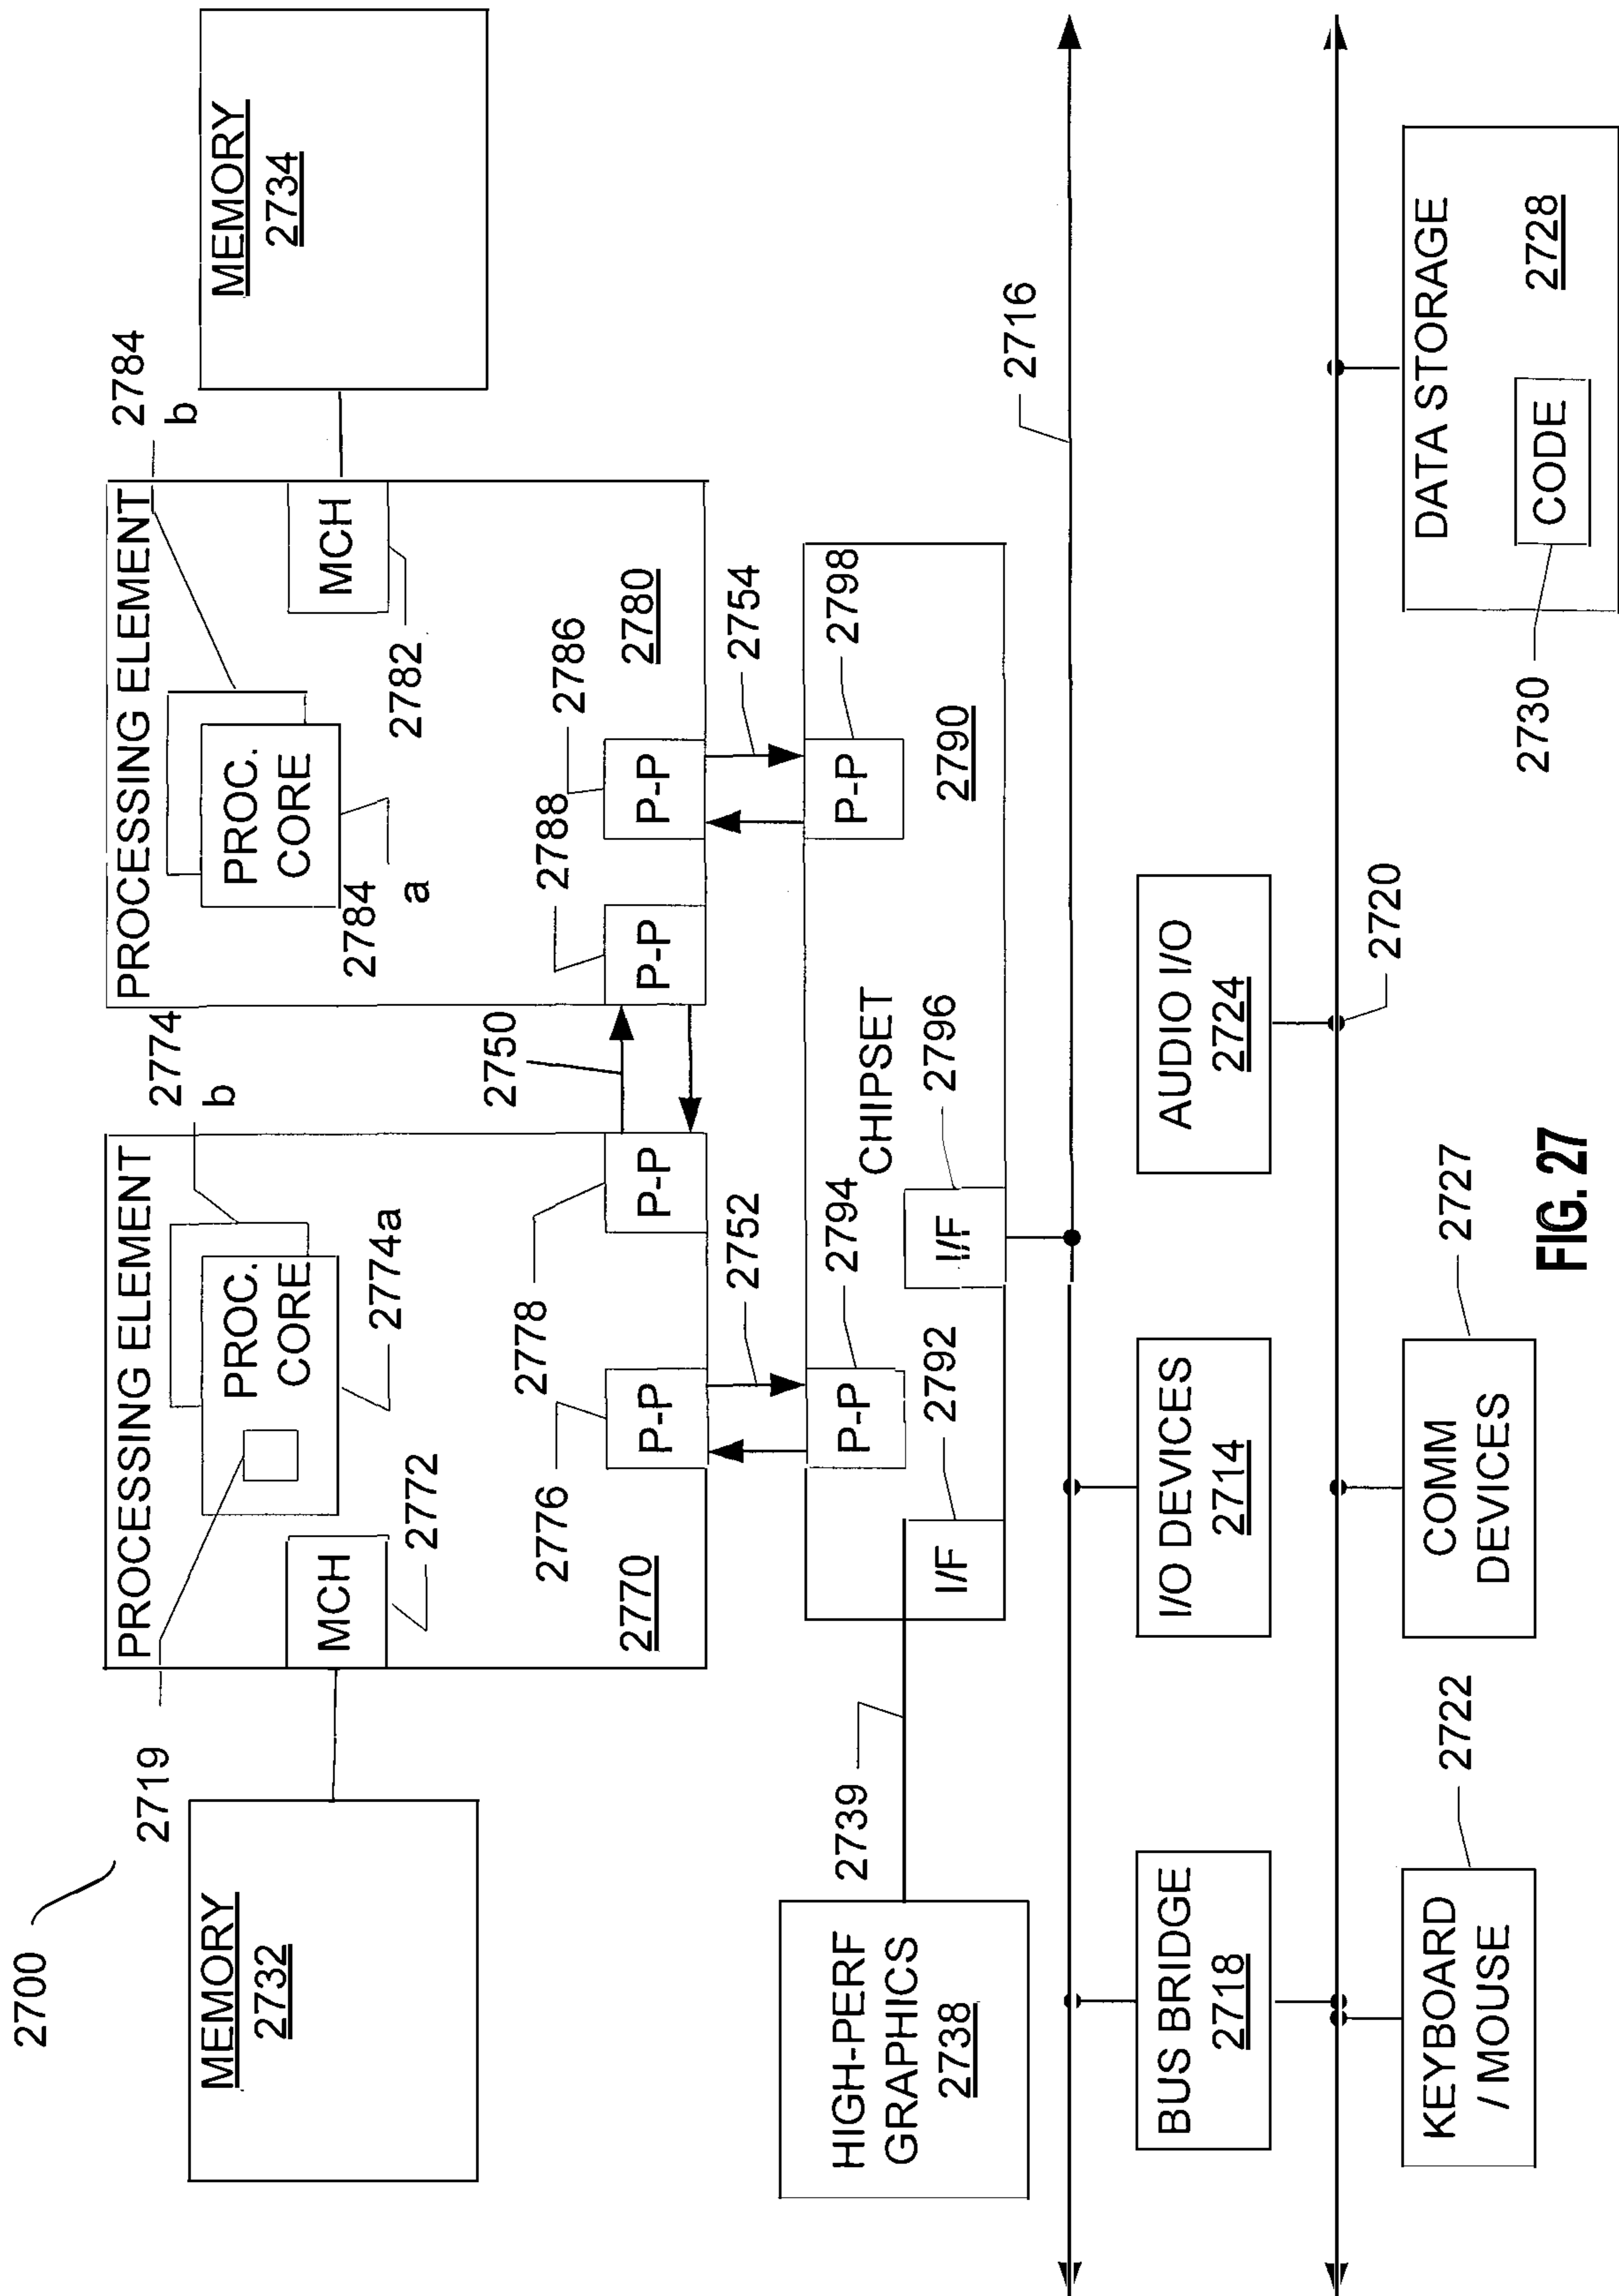 2700
2719
2774
b
2784
b
PROCESSING ELEMENT
PROCESSING ELEMENT
MEMORY
2732
MEMORY
2734
PROC.
CORE
PROC.
CORE
MCH
MCH
2774a
2784
a
2772
2782
2750
2776
2778
2788
2786
2770
2780
P-P
P-P
P-P
P-P
2752
2754
2739
P-P
2794
P-P
2798
HIGH-PERF
GRAPHICS
2738
CHIPSET
2790
I/F
2792
I/F
2796
2716
BUS BRIDGE
2718
I/O DEVICES
2714
AUDIO I/O
2724
2720
KEYBOARD
/ MOUSE
2722
COMM
DEVICES
2727
DATA STORAGE
2728
CODE
2730
FIG. 27